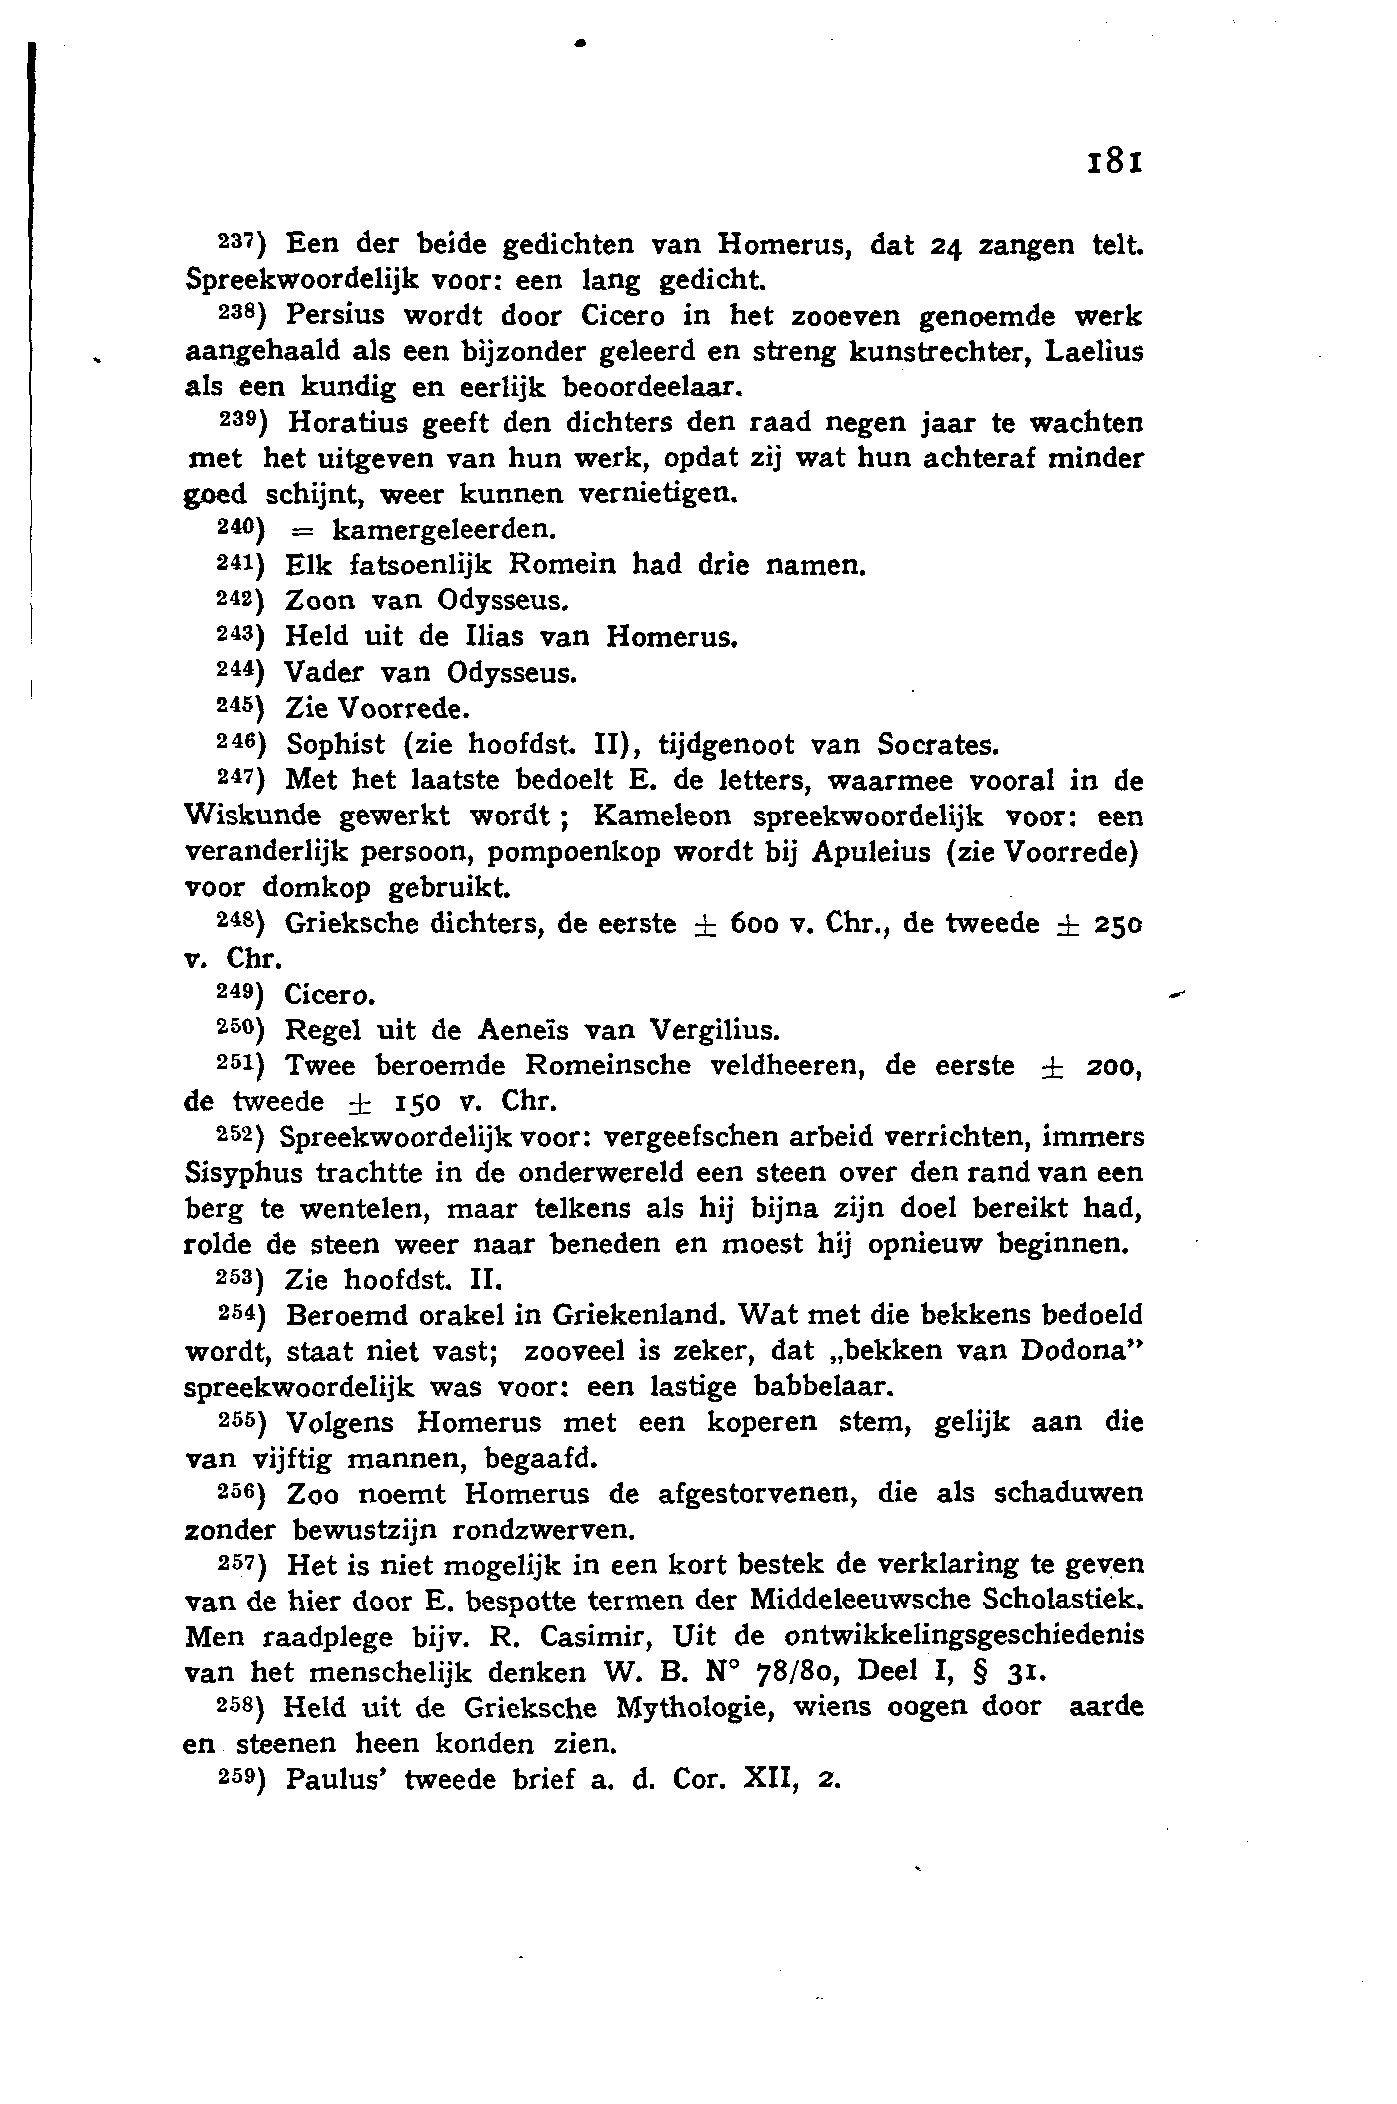 181
237) Een der beide gedichten van Homerus, dat 24 zangen telt.
Spreekwoordelijk voor: een lang gedicht.
238) Persius wordt door Cicero in het zooeven genoemde werk
aangehaald als een bijzonder geleerd en streng kunstrechter, Laelius
als een kundig en eerlijk beoordeelaar.
239) Horatius geeft den dichters den raad negen jaar te wachten
met het uitgeven van hun werk, opdat zij wat hun achteraf minder
goed schijnt, weer kunnen vernietigen.
240) = kamergeleerden.
241) Elk fatsoenlijk Romein had drie namen.
242) Zoon van Odysseus.
243) Held uit de Ilias van Homerus.
244) Vader van Odysseus.
245) Zie Voorrede.
246) Sophist (zie hoofdst. II), tijdgenoot van Socrates.
247) Met het laatste bedoelt E. de letters, waarmee vooral in de
Wiskunde gewerkt wordt ; Kameleon spreekwoordelijk voor: een
veranderlijk persoon, pompoenkop wordt bij Apuleius (zie Voorrede)
voor domkop gebruikt.
248) Grieksche dichters, de eerste ± 600 v. Chr., de tweede ± 250
v. Chr.
249) Cicero.
250) Regel uit de Aeneïs van Vergilius.
251) Twee beroemde Romeinsche veldheeren, de eerste ± 200,
de tweede ± 150 v. Chr.
252) Spreekwoordelijk voor: vergeefschen arbeid verrichten, immers
Sisyphus trachtte in de onderwereld een steen over den rand van een
berg te wentelen, maar telkens als hij bijna zijn doel bereikt had,
rolde de steen weer naar beneden en moest hij opnieuw beginnen.
253) Zie hoofdst. II.
254) Beroemd orakel in Griekenland. Wat met die bekkens bedoeld
wordt, staat niet vast; zooveel is zeker, dat „bekken van Dodona”
spreekwoordelijk was voor: een lastige babbelaar.
255) Volgens Homerus met een koperen stem, gelijk aan die
van vijftig mannen, begaafd.
256) Zoo noemt Homerus de afgestorvenen, die als schaduwen
zonder bewustzijn rondzwerven.
257) Het is niet mogelijk in een kort bestek de verklaring te geven
van de hier door E. bespotte termen der Middeleeuwsche Scholastiek.
Men raadplege bijv. R. Casimir, Uit de ontwikkelingsgeschiedenis
van het menschelijk denken W. B. N° 78/80, Deel I, § 31.
258) Held uit de Grieksche Mythologie, wiens oogen door aarde
en steenen heen konden zien.
259) Paulus’ tweede brief a. d. Cor. XII, 2.